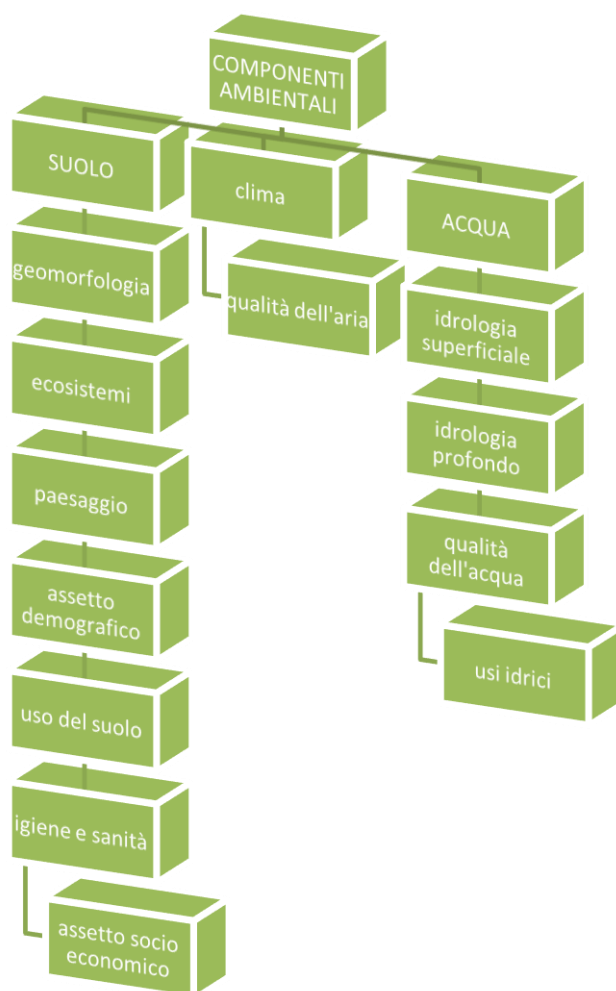 COMPONENTI
AMBIENTALI
SUOLO
geomorfologia
ecosistemi
paesaggio
assetto
demografico
uso del suolo
igiene e sanità
assetto socio
economico
clima
qualità dell'aria
ACQUA
idrologia
superficiale
idrologia
profondo
qualità
dell'acqua
usi idrici